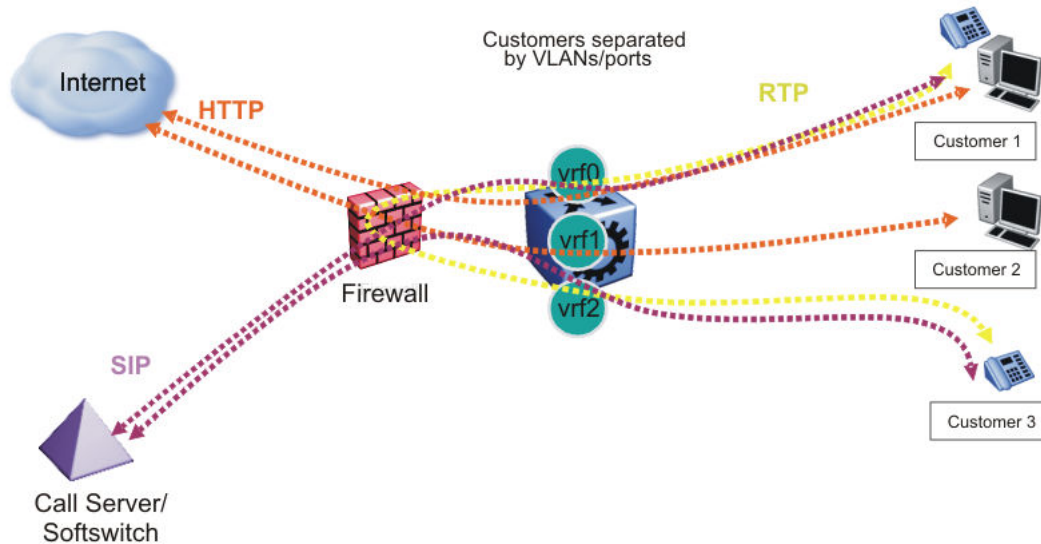 Internet
HTTP
Customers separated
by VLANs/ports
RTP
Customer 1
vrf0
vrf1
vrf2
Customer 2
Firewall
SIP
Customer 3
Call Server/
Softswitch